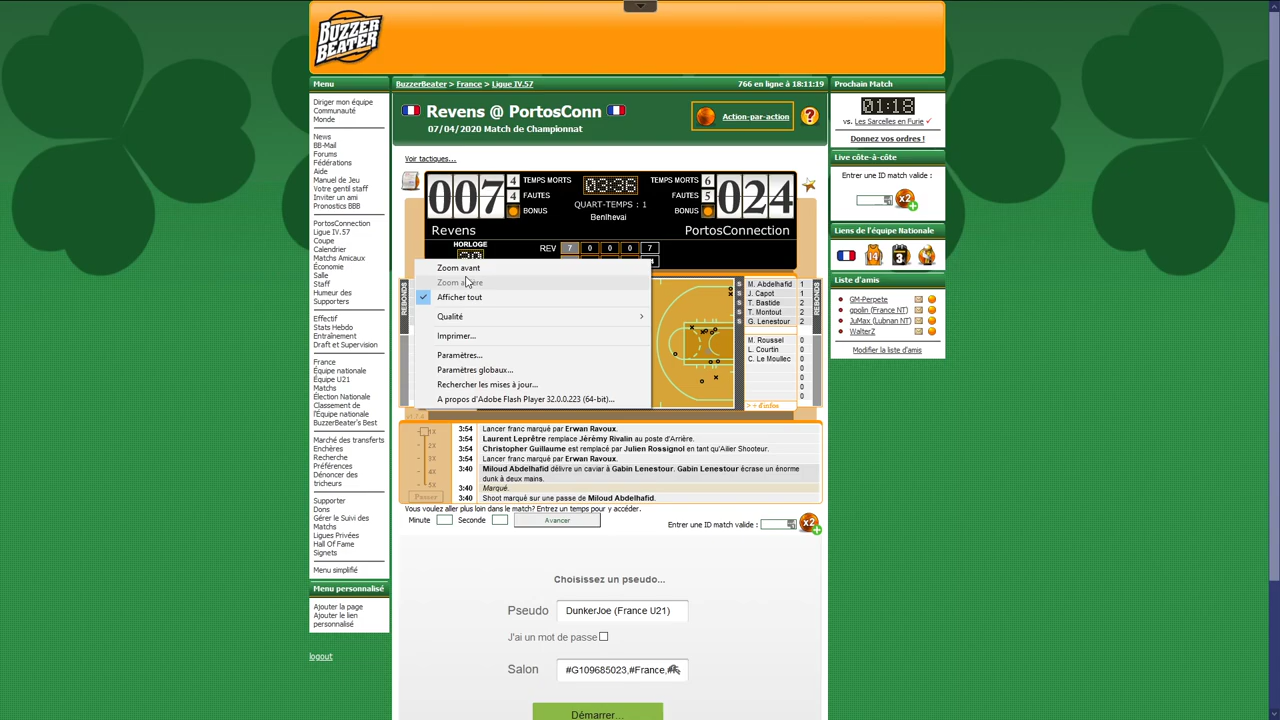 BUZZER
BEATER
Menu
Diriger mon équipe
Communauté
Monde
News
BB-Mail
Forums
Fédérations
Aide
Manuel de Jeu
Votre gentil staff
Inviter un ami
Pronostics BBB
PortosConnection
Ligue IV.57
Coupe
Calendrier
Matchs Amicaux
Économie
Salle
Staff
Humeur des
Supporters
Effectif
Stats Hebdo
Entraînement
Draft et Supervision
France
Équipe nationale
Équipe U21
Matchs
Élection Nationale
Classement de
l'Équipe nationale
BuzzerBeater's Best
Marché des transferts
Enchères
Recherche
Préférences
Dénoncer des
tricheurs
Supporter
Dons
Gérer le Suivi des
Matchs
Ligues Privées
Hall Of Fame
Signets
Menu simplifié
Menu personnalisé
Ajouter la page
Ajouter le lien
personnalisé
logout
BuzzerBeater > France > Ligue IV.57 766 en ligne à 18:11:19
Revens @ PortosConn
07/04/2020 Match de Championnat
Action-par-action
?
Voir tactiques...
007 4 TEMPS MORTS 03:36 TEMPS MORTS 6 024
4 FAUTES QUART-TEMPS : 1 FAUTES 5
BONUS Benlhevai BONUS
Revens PortosConnection
HORLOGE
REV 7 0 0 0 7
Zoom avant
Zoom arrière
Afficher tout
Qualité
Imprimer...
Paramètres...
Paramètres globaux...
Rechercher les mises à jour...
A propos d'Adobe Flash Player 32.0.0.223 (64-bit)...
REBONDS
M. Abdelhafid 1
J. Capot 1
T. Bastide 2
T. Montout 2
G. Lenestour 2
S
S
S
S
S
M. Roussel 0
L. Courtin 0
C. Le Moullec 0
0
0
0
> + d'infos
REBONDS
1X
2X
3X
4X
5X
Passer
3:54 Lancer franc marqué par Erwan Ravoux.
3:54 Laurent Leprêtre remplace Jèrèmy Rivalin au poste d'Arrière.
3:54 Christopher Guillaume est remplacé par Julien Rossignol en tant qu'Ailier Shooteur.
3:54 Lancer franc marqué par Erwan Ravoux.
3:40 Miloud Abdelhafid délivre un caviar à Gabin Lenestour. Gabin Lenestour écrase un énorme
dunk à deux mains.
3:40 Marqué.
3:40 Shoot marqué sur une passe de Miloud Abdelhafid.
Vous voulez aller plus loin dans le match? Entrez un temps pour y accéder.
Minute Seconde Avancer
Entrer une ID match valide : x2
Choisissez un pseudo...
Pseudo DunkerJoe (France U21)
J'ai un mot de passe
Salon #G109685023,#France,#
Démarrer...
Prochain Match
01:18
vs. Les Sarcelles en Furie
Donnez vos ordres !
Live côte-à-côte
Entrer une ID match valide :
x2
Liens de l'équipe Nationale
14 3
Liste d'amis
GM-Perpete
gpolin (France NT)
JuMax (Lubnan NT)
WalterZ
Modifier la liste d'amis